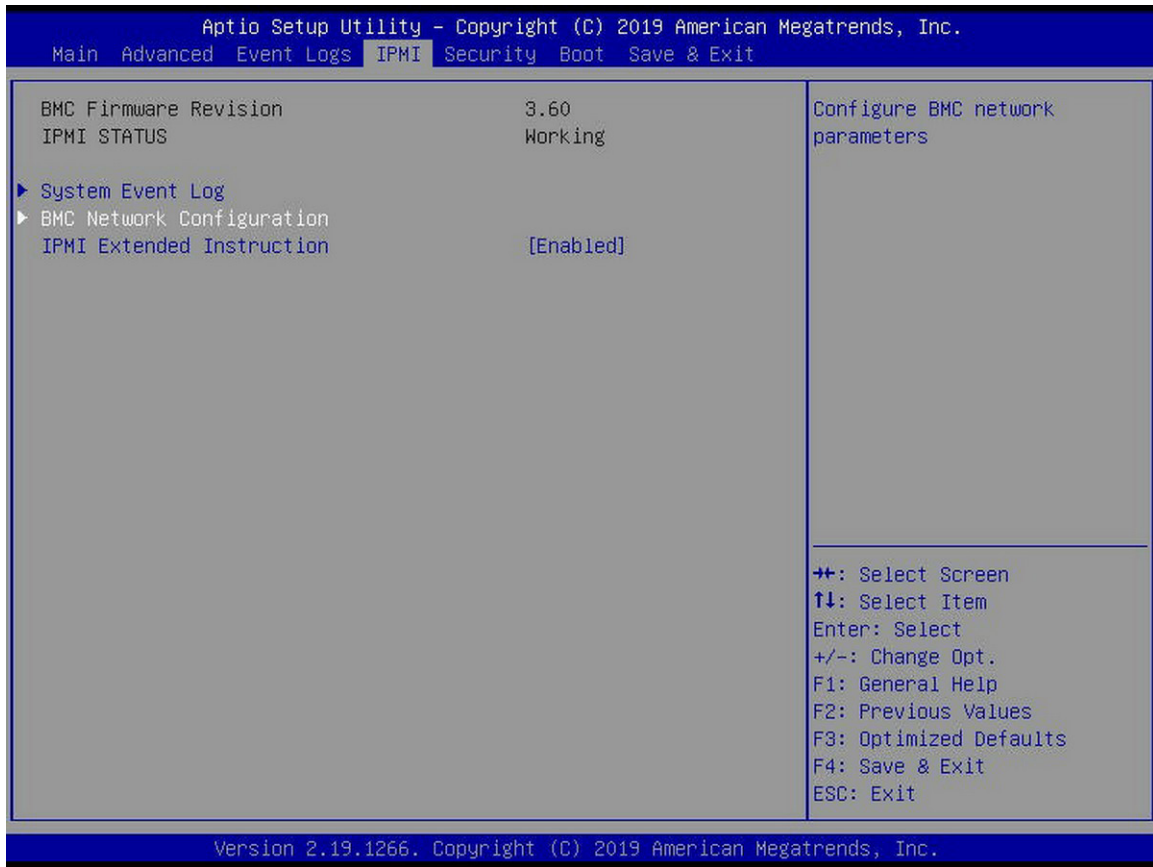 Aptio Setup Utility – Copyright (C) 2019 American Megatrends, Inc.
Main Advanced Event Logs IPMI Security Boot Save & Exit
BMC Firmware Revision 3.60
IPMI STATUS Working
▶ System Event Log
▶ BMC Network Configuration
IPMI Extended Instruction [Enabled]
Configure BMC network
parameters
→←: Select Screen
↑↓: Select Item
Enter: Select
+/-: Change Opt.
F1: General Help
F2: Previous Values
F3: Optimized Defaults
F4: Save & Exit
ESC: Exit
Version 2.19.1266. Copyright (C) 2019 American Megatrends, Inc.